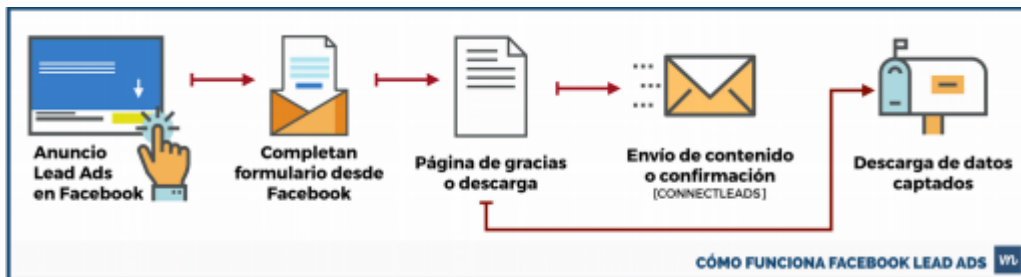 Anuncio
Lead Ads
en Facebook
Completan
formulario desde
Facebook
Página de gracias
o descarga
Envío de contenido
o confirmación
[CONNECTLEADS]
Descarga de datos
captados
CÓMO FUNCIONA FACEBOOK LEAD ADS